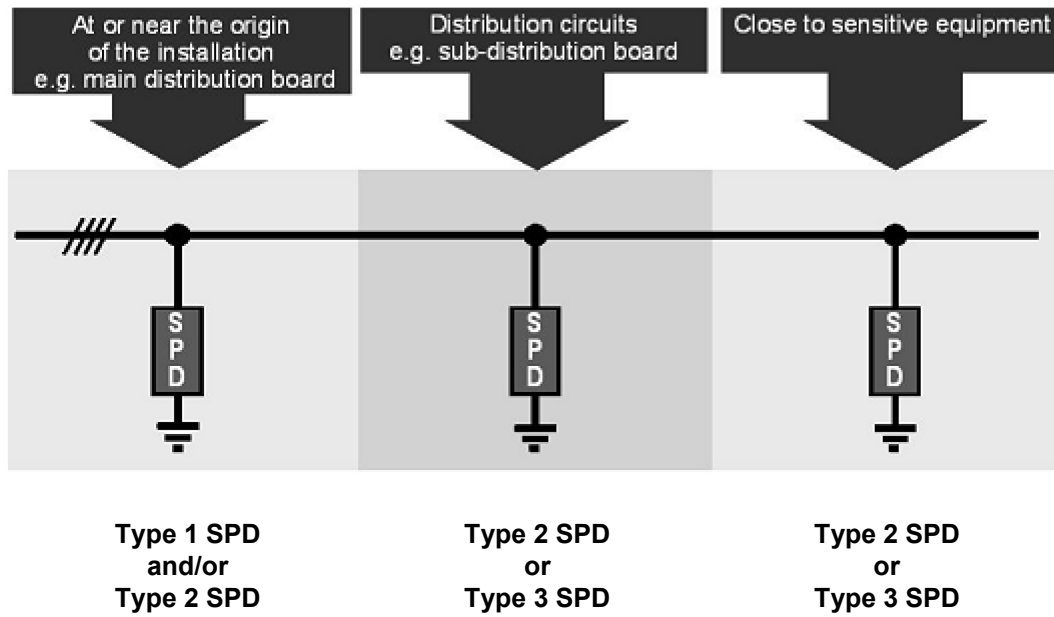 At or near the origin
of the installation
e.g. main distribution board
Distribution circuits
e.g. sub-distribution board
Close to sensitive equipment
S
P
D
S
P
D
S
P
D
Type 1 SPD
and/or
Type 2 SPD
Type 2 SPD
or
Type 3 SPD
Type 2 SPD
or
Type 3 SPD